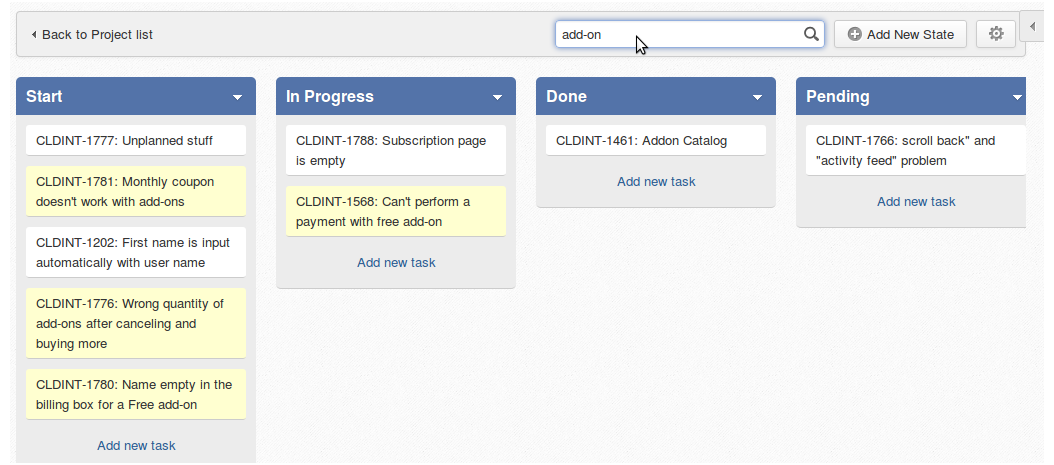 Back to Project list
add-on
Add New State
Start
CLDINT-1777: Unplanned stuff
CLDINT-1781: Monthly coupon
doesn't work with add-ons
CLDINT-1202: First name is input
automatically with user name
CLDINT-1776: Wrong quantity of
add-ons after canceling and
buying more
CLDINT-1780: Name empty in the
billing box for a Free add-on
Add new task
In Progress
CLDINT-1788: Subscription page
is empty
CLDINT-1568: Can't perform a
payment with free add-on
Add new task
Done
CLDINT-1461: Addon Catalog
Add new task
Pending
CLDINT-1766: scroll back" and
"activity feed" problem
Add new task